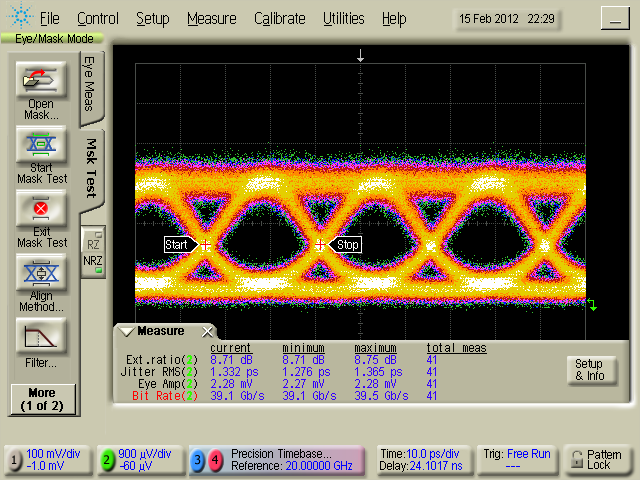 File Control Setup Measure Calibrate Utilities Help 15 Feb 2012 22:29
Eye/Mask Mode
Open
Mask...
Start
Mask Test
Exit
Mask Test
Align
Method...
Filter...
More
(1 of 2)
Eye Meas
Msk Test
RZ
NRZ
Start
Stop
Measure
current minimum maximum total meas
Ext.ratio(2) 8.71 dB 8.71 dB 8.75 dB 41
Jitter RMS(2) 1.332 ps 1.276 ps 1.365 ps 41
Eye Amp(2) 2.28 mV 2.27 mV 2.28 mV 41
Bit Rate(2) 39.1 Gb/s 39.1 Gb/s 39.5 Gb/s 41
Setup
& Info
1 100 mV/div
-1.0 mV
2 900 µV/div
-60 µV
3 4 Precision Timebase...
Reference: 20.00000 GHz
Time:10.0 ps/div
Delay:24.1017 ns
Trig: Free Run
---
Pattern
Lock